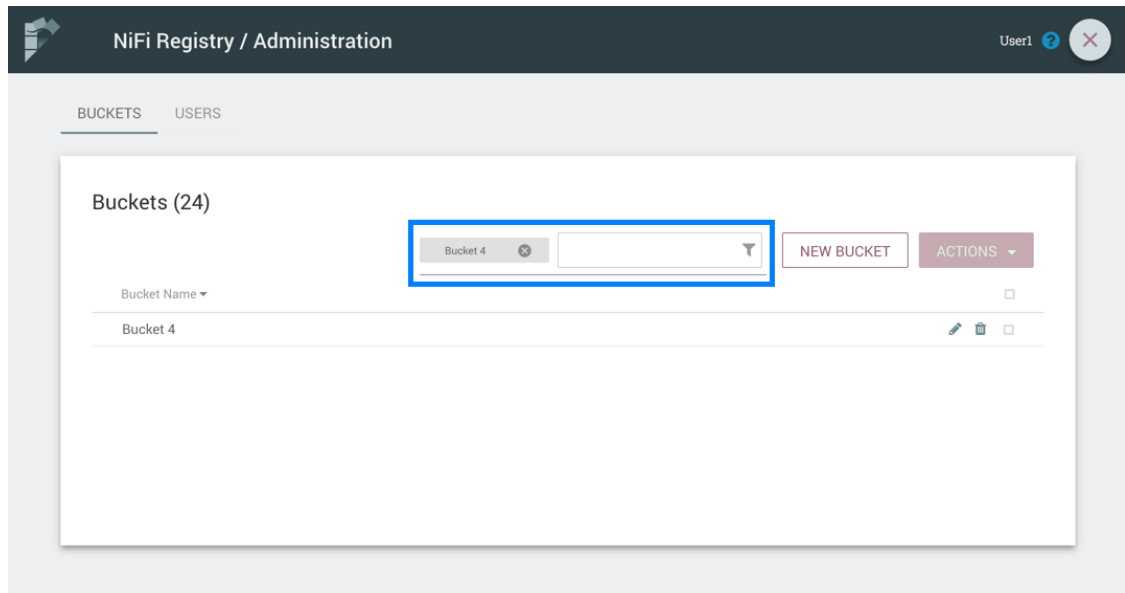 NiFi Registry / Administration
User1 ?
BUCKETS USERS
Buckets (24)
Bucket 4
NEW BUCKET
ACTIONS
Bucket Name
Bucket 4